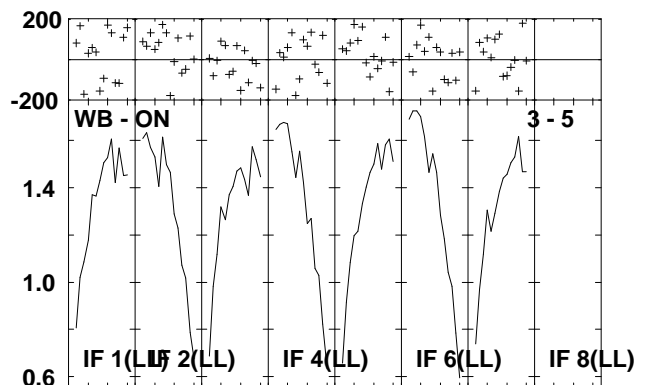 200
-200
WB - ON 3 - 5
1.4
1.0
IF 1(LL) IF 2(LL) IF 4(LL) IF 6(LL) IF 8(LL)
0.6